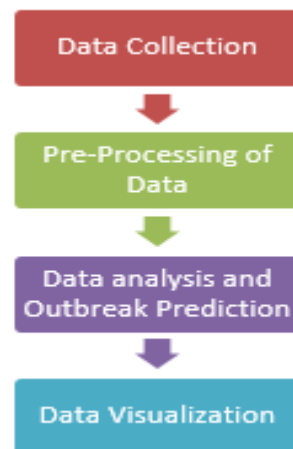 Data Collection
Pre-Processing of
Data
Data analysis and
Outbreak Prediction
Data Visualization